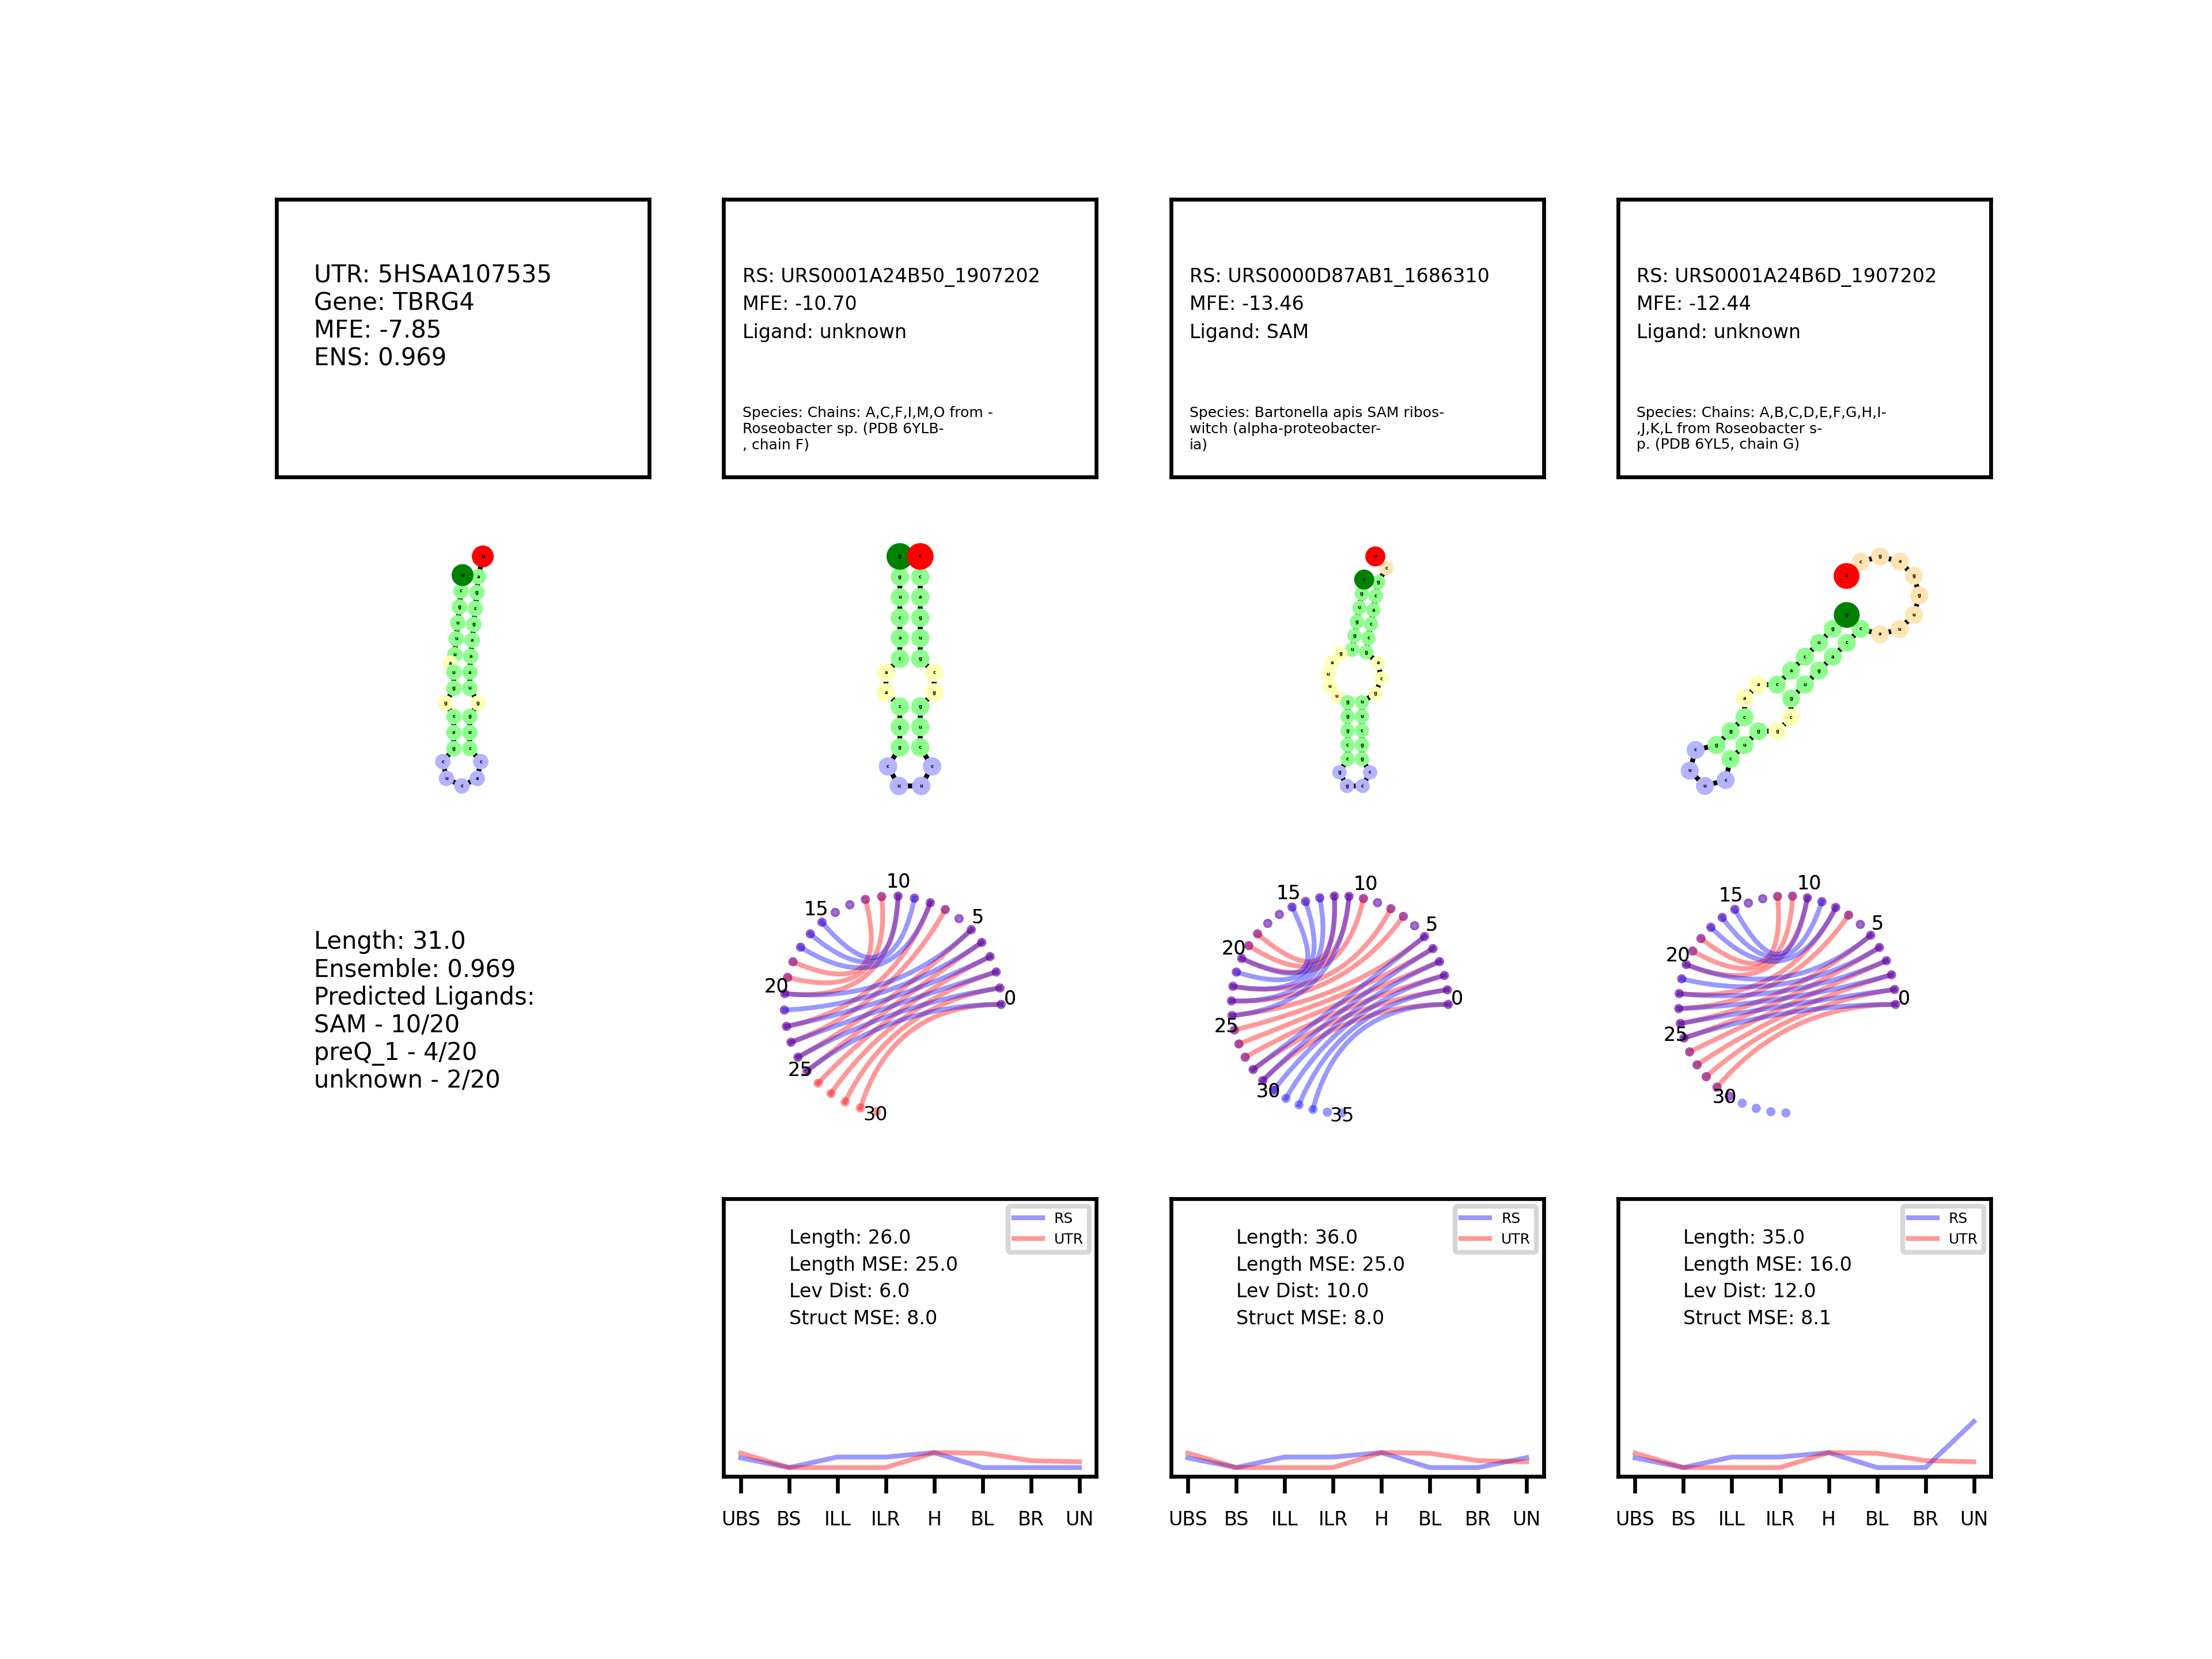 UTR: 5HSAA107535
Gene: TBRG4
MFE: -7.85
ENS: 0.969
RS: URS0001A24B50_1907202
MFE: -10.70
Ligand: unknown
Species: Chains: A,C,F,I,M,O from -
Roseobacter sp. (PDB 6YLB-
, chain F)
RS: URS0000D87AB1_1686310
MFE: -13.46
Ligand: SAM
Species: Bartonella apis SAM ribos-
witch (alpha-proteobacter-
ia)
RS: URS0001A24B6D_1907202
MFE: -12.44
Ligand: unknown
Species: Chains: A,B,C,D,E,F,G,H,I-
,J,K,L from Roseobacter s-
p. (PDB 6YL5, chain G)
Length: 31.0
Ensemble: 0.969
Predicted Ligands:
SAM - 10/20
preQ_1 - 4/20
unknown - 2/20
0
5
10
15
20
25
30
0
5
10
15
20
25
30
35
0
5
10
15
20
25
30
RS
UTR
Length: 26.0
Length MSE: 25.0
Lev Dist: 6.0
Struct MSE: 8.0
UBS BS ILL ILR H BL BR UN
RS
UTR
Length: 36.0
Length MSE: 25.0
Lev Dist: 10.0
Struct MSE: 8.0
UBS BS ILL ILR H BL BR UN
RS
UTR
Length: 35.0
Length MSE: 16.0
Lev Dist: 12.0
Struct MSE: 8.1
UBS BS ILL ILR H BL BR UN